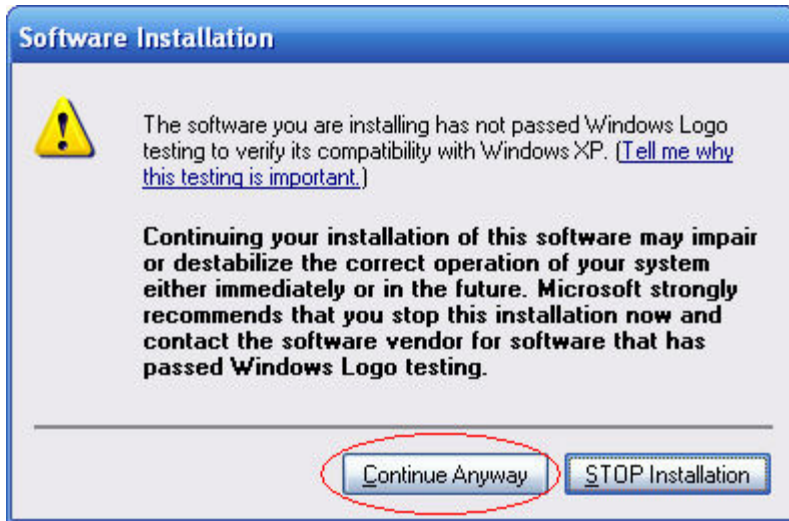 Software Installation
The software you are installing has not passed Windows Logo
testing to verify its compatibility with Windows XP. (Tell me why
this testing is important.)
Continuing your installation of this software may impair
or destabilize the correct operation of your system
either immediately or in the future. Microsoft strongly
recommends that you stop this installation now and
contact the software vendor for software that has
passed Windows Logo testing.
Continue Anyway
STOP Installation